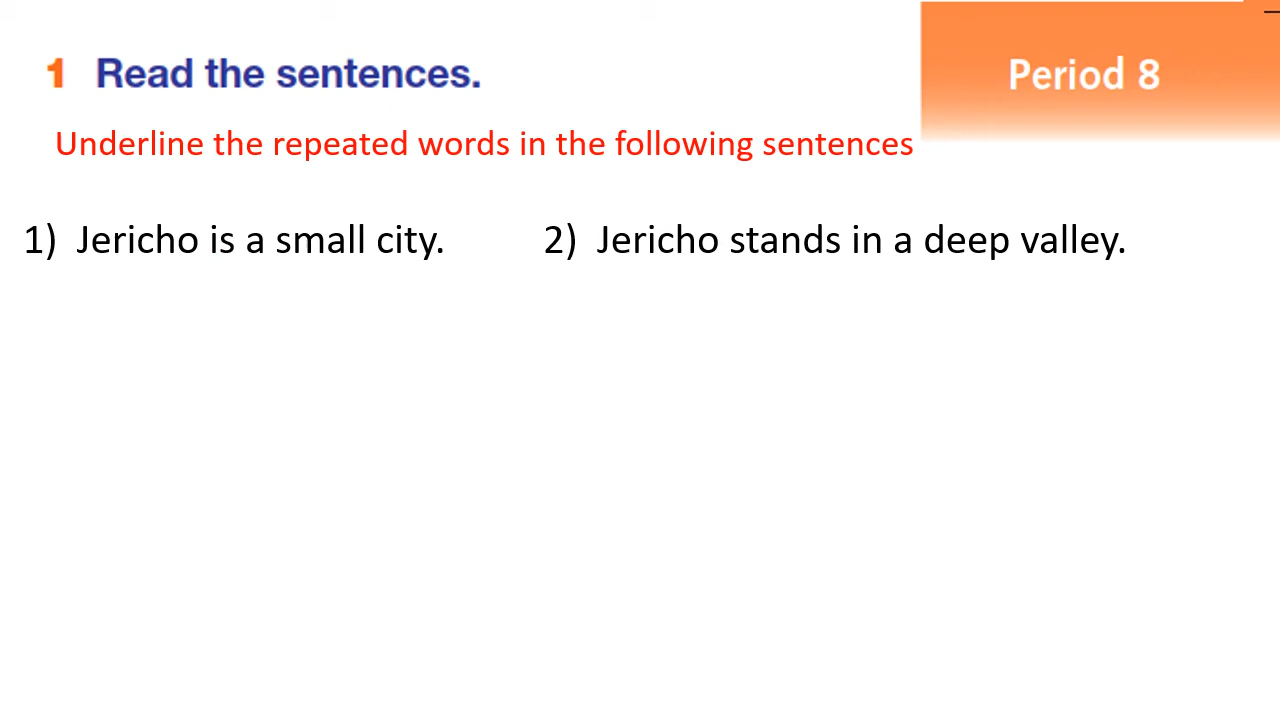 1 Read the sentences.
Period 8
Underline the repeated words in the following sentences
1) Jericho is a small city. 2) Jericho stands in a deep valley.